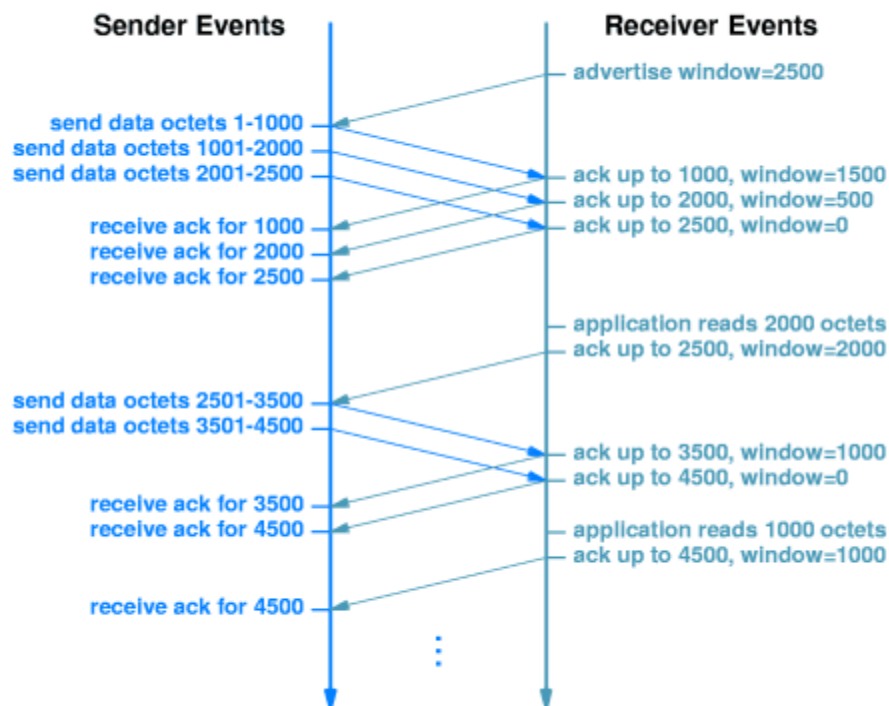 Sender Events
Receiver Events
advertise window=2500
send data octets 1-1000
send data octets 1001-2000
send data octets 2001-2500
ack up to 1000, window=1500
ack up to 2000, window=500
ack up to 2500, window=0
receive ack for 1000
receive ack for 2000
receive ack for 2500
application reads 2000 octets
ack up to 2500, window=2000
send data octets 2501-3500
send data octets 3501-4500
ack up to 3500, window=1000
ack up to 4500, window=0
receive ack for 3500
receive ack for 4500
application reads 1000 octets
ack up to 4500, window=1000
receive ack for 4500